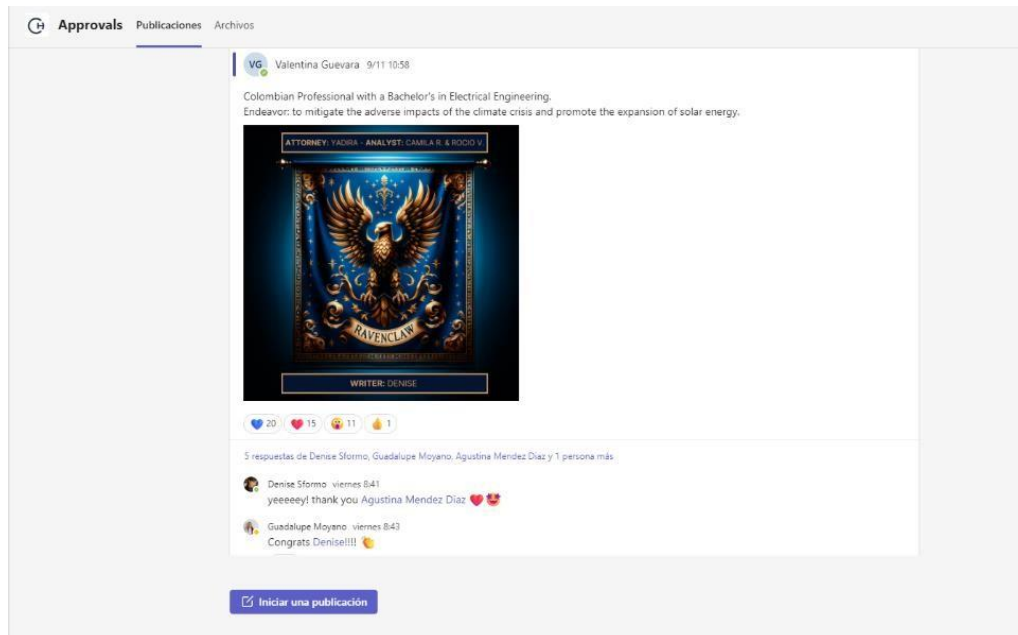 Approvals Publicaciones Archivos
VG Valentina Guevara 9/11 10:58
Colombian Professional with a Bachelor's in Electrical Engineering.
Endeavor: to mitigate the adverse impacts of the climate crisis and promote the expansion of solar energy.
ATTORNEY: YADIRA - ANALYST: CAMILA R. & ROCIO V.
RAVENCLAW
WRITER: DENISE
20 15 11 1
5 respuestas de Denise Sformo, Guadalupe Moyano, Agustina Mendez Diaz y 1 persona más
Denise Sformo viernes 8:41
yeeeeey! thank you Agustina Mendez Diaz
Guadalupe Moyano viernes 8:43
Congrats Denise!!!!
Iniciar una publicación